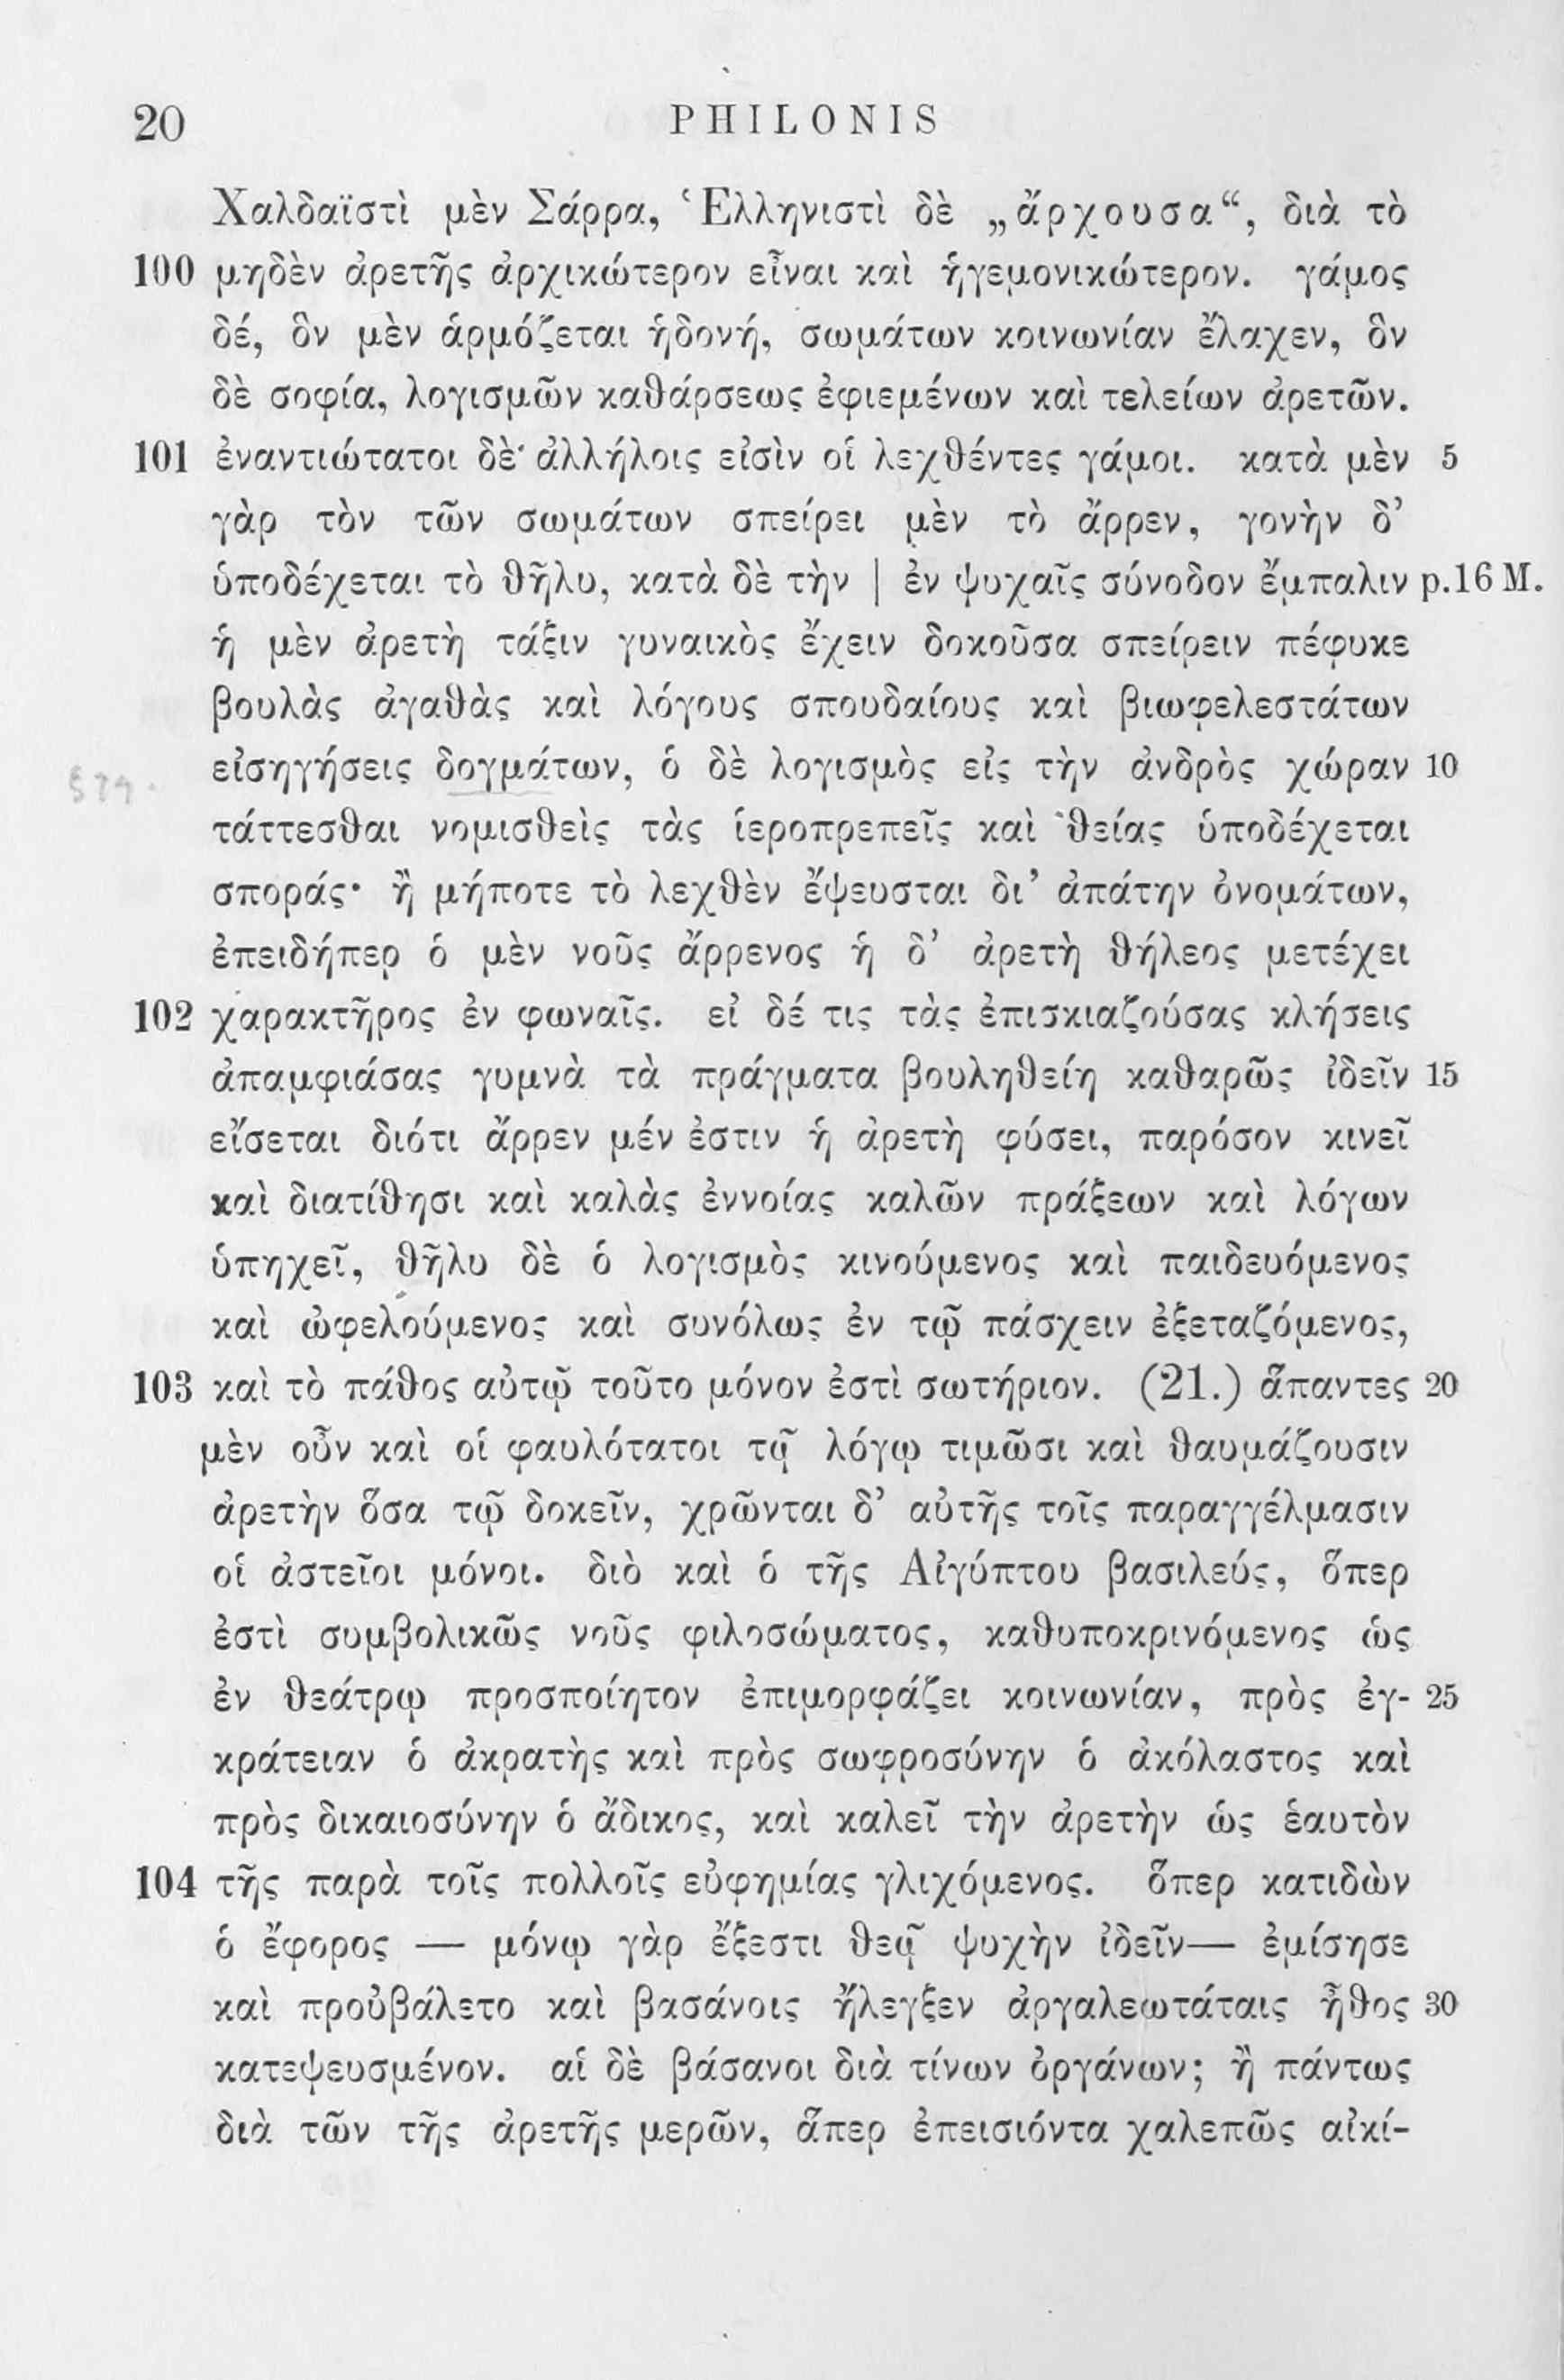 20 PHILONIS
Χαλδαϊστὶ μὲν Σάρρα, Ἑλληνιστὶ δὲ „ἄρχουσα“, διὰ τὸ
100 μηδὲν ἀρετῆς ἀρχικώτερον εἶναι καὶ ἡγεμονικώτερον. γάμος
δέ, ὃν μὲν ἁρμόζεται ἡδονή, σωμάτων κοινωνίαν ἔλαχεν, ὃν
δὲ σοφία, λογισμῶν καθάρσεως ἐφιεμένων καὶ τελείων ἀρετῶν.
101 ἐναντιώτατοι δὲ ἀλλήλοις εἰσὶν οἱ λεχθέντες γάμοι. κατὰ μὲν 5
γὰρ τὸν τῶν σωμάτων σπείρει μὲν τὸ ἄρρεν, γονὴν δ’
ὑποδέχεται τὸ θῆλυ, κατὰ δὲ τὴν | ἐν ψυχαῖς σύνοδον ἔμπαλιν p.16 M.
ἡ μὲν ἀρετὴ τάξιν γυναικὸς ἔχειν δοκοῦσα σπείρειν πέφυκε
βουλὰς ἀγαθὰς καὶ λόγους σπουδαίους καὶ βιωφελεστάτων
εἰσηγήσεις δογμάτων, ὁ δὲ λογισμὸς εἰς τὴν ἀνδρὸς χώραν 10
τάττεσθαι νομισθεὶς τὰς ἱεροπρεπεῖς καὶ θείας ὑποδέχεται
σποράς· ἢ μήποτε τὸ λεχθὲν ἔψευσται δι’ ἀπάτην ὀνομάτων,
ἐπειδήπερ ὁ μὲν νοῦς ἄρρενος ἡ δ’ ἀρετὴ θήλεος μετέχει
102 χαρακτῆρος ἐν φωναῖς. εἰ δέ τις τὰς ἐπισκιαζούσας κλήσεις
ἀπαμφιάσας γυμνὰ τὰ πράγματα βουληθείη καθαρῶς ἰδεῖν 15
εἴσεται διότι ἄρρεν μέν ἐστιν ἡ ἀρετὴ φύσει, παρόσον κινεῖ
καὶ διατίθησι καὶ καλὰς ἐννοίας καλῶν πράξεων καὶ λόγων
ὑπηχεῖ, θῆλυ δὲ ὁ λογισμὸς κινούμενος καὶ παιδευόμενος
καὶ ὠφελούμενος καὶ συνόλως ἐν τῷ πάσχειν ἐξεταζόμενος,
103 καὶ τὸ πάθος αὐτῷ τοῦτο μόνον ἐστὶ σωτήριον. (21.) ἅπαντες 20
μὲν οὖν καὶ οἱ φαυλότατοι τῷ λόγῳ τιμῶσι καὶ θαυμάζουσιν
ἀρετὴν ὅσα τῷ δοκεῖν, χρῶνται δ’ αὐτῆς τοῖς παραγγέλμασιν
οἱ ἀστεῖοι μόνοι. διὸ καὶ ὁ τῆς Αἰγύπτου βασιλεύς, ὅπερ
ἐστὶ συμβολικῶς νοῦς φιλοσώματος, καθυποκρινόμενος ὡς
ἐν θεάτρῳ προσποίητον ἐπιμορφάζει κοινωνίαν, πρὸς ἐγ- 25
κράτειαν ὁ ἀκρατὴς καὶ πρὸς σωφροσύνην ὁ ἀκόλαστος καὶ
πρὸς δικαιοσύνην ὁ ἄδικος, καὶ καλεῖ τὴν ἀρετὴν ὡς ἑαυτὸν
104 τῆς παρὰ τοῖς πολλοῖς εὐφημίας γλιχόμενος. ὅπερ κατιδὼν
ὁ ἔφορος — μόνῳ γὰρ ἔξεστι θεῷ ψυχὴν ἰδεῖν — ἐμίσησε
καὶ προὐβάλετο καὶ βασάνοις ἤλεγξεν ἀργαλεωτάταις ἦθος 30
κατεψευσμένον. αἱ δὲ βάσανοι διὰ τίνων ὀργάνων; ἢ πάντως
διὰ τῶν τῆς ἀρετῆς μερῶν, ἅπερ ἐπεισιόντα χαλεπῶς αἰκί-